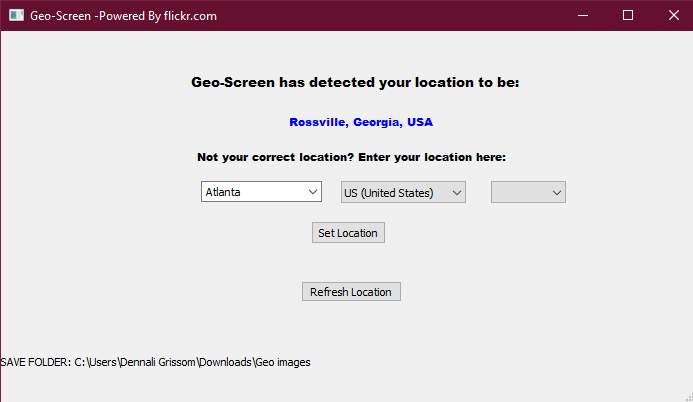 Geo-Screen -Powered By flickr.com
Geo-Screen has detected your location to be:
Rossville, Georgia, USA
Not your correct location? Enter your location here:
Atlanta US (United States)
Set Location
Refresh Location
SAVE FOLDER: C:\Users\Dennali Grissom\Downloads\Geo images